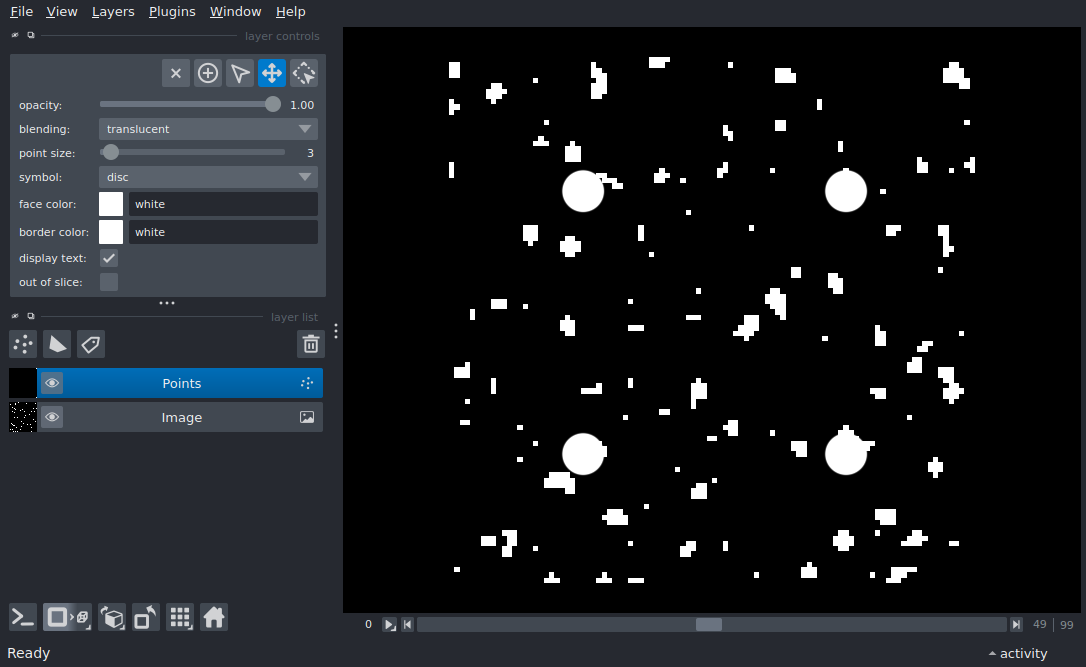 File View Layers Plugins Window Help
layer controls
opacity: 1.00
blending: translucent
point size: 3
symbol: disc
face color: white
border color: white
display text:
out of slice:
layer list
Points
Image
0 49 99
Ready activity